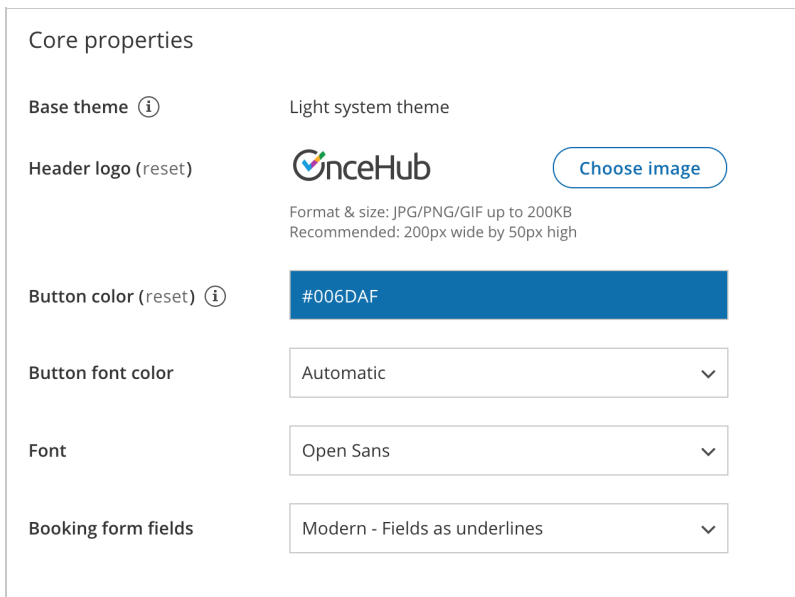 Core properties
Base theme i Light system theme
Header logo (reset) OnceHub Choose image
Format & size: JPG/PNG/GIF up to 200KB
Recommended: 200px wide by 50px high
Button color (reset) i #006DAF
Button font color Automatic
Font Open Sans
Booking form fields Modern - Fields as underlines